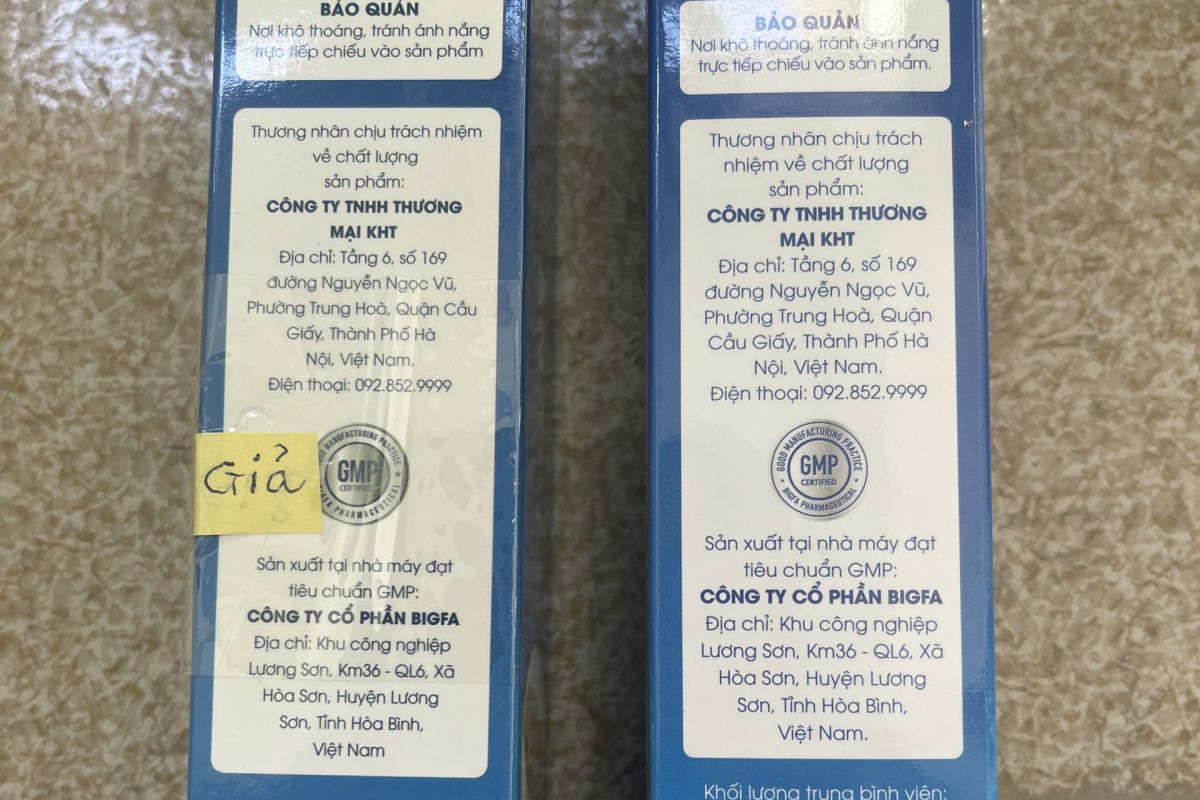 BẢO QUẢN
Nơi khô thoáng, tránh ánh nắng
trực tiếp chiếu vào sản phẩm
Thương nhân chịu trách nhiệm
về chất lượng
sản phẩm:
CÔNG TY TNHH THƯƠNG
MẠI KHT
Địa chỉ: Tầng 6, số 169
đường Nguyễn Ngọc Vũ,
Phường Trung Hoà, Quận Cầu
Giấy, Thành Phố Hà
Nội, Việt Nam.
Điện thoại: 092.852.9999
Giả
GOOD MANUFACTURING PRACTICE
GMP
CERTIFIED
BIGFA PHARMACEUTICAL
Sản xuất tại nhà máy đạt
tiêu chuẩn GMP:
CÔNG TY CỔ PHẦN BIGFA
Địa chỉ: Khu công nghiệp
Lương Sơn, Km36 - QL6, Xã
Hòa Sơn, Huyện Lương
Sơn, Tỉnh Hòa Bình,
Việt Nam
BẢO QUẢN
Nơi khô thoáng, tránh ánh nắng
trực tiếp chiếu vào sản phẩm.
Thương nhân chịu trách
nhiệm về chất lượng
sản phẩm:
CÔNG TY TNHH THƯƠNG
MẠI KHT
Địa chỉ: Tầng 6, số 169
đường Nguyễn Ngọc Vũ,
Phường Trung Hoà, Quận
Cầu Giấy, Thành Phố Hà
Nội, Việt Nam.
Điện thoại: 092.852.9999
GOOD MANUFACTURING PRACTICE
GMP
CERTIFIED
BIGFA PHARMACEUTICAL
Sản xuất tại nhà máy đạt
tiêu chuẩn GMP:
CÔNG TY CỔ PHẦN BIGFA
Địa chỉ: Khu công nghiệp
Lương Sơn, Km36 - QL6, Xã
Hòa Sơn, Huyện Lương
Sơn, Tỉnh Hòa Bình,
Việt Nam.
Khối lượng trung bình viên: